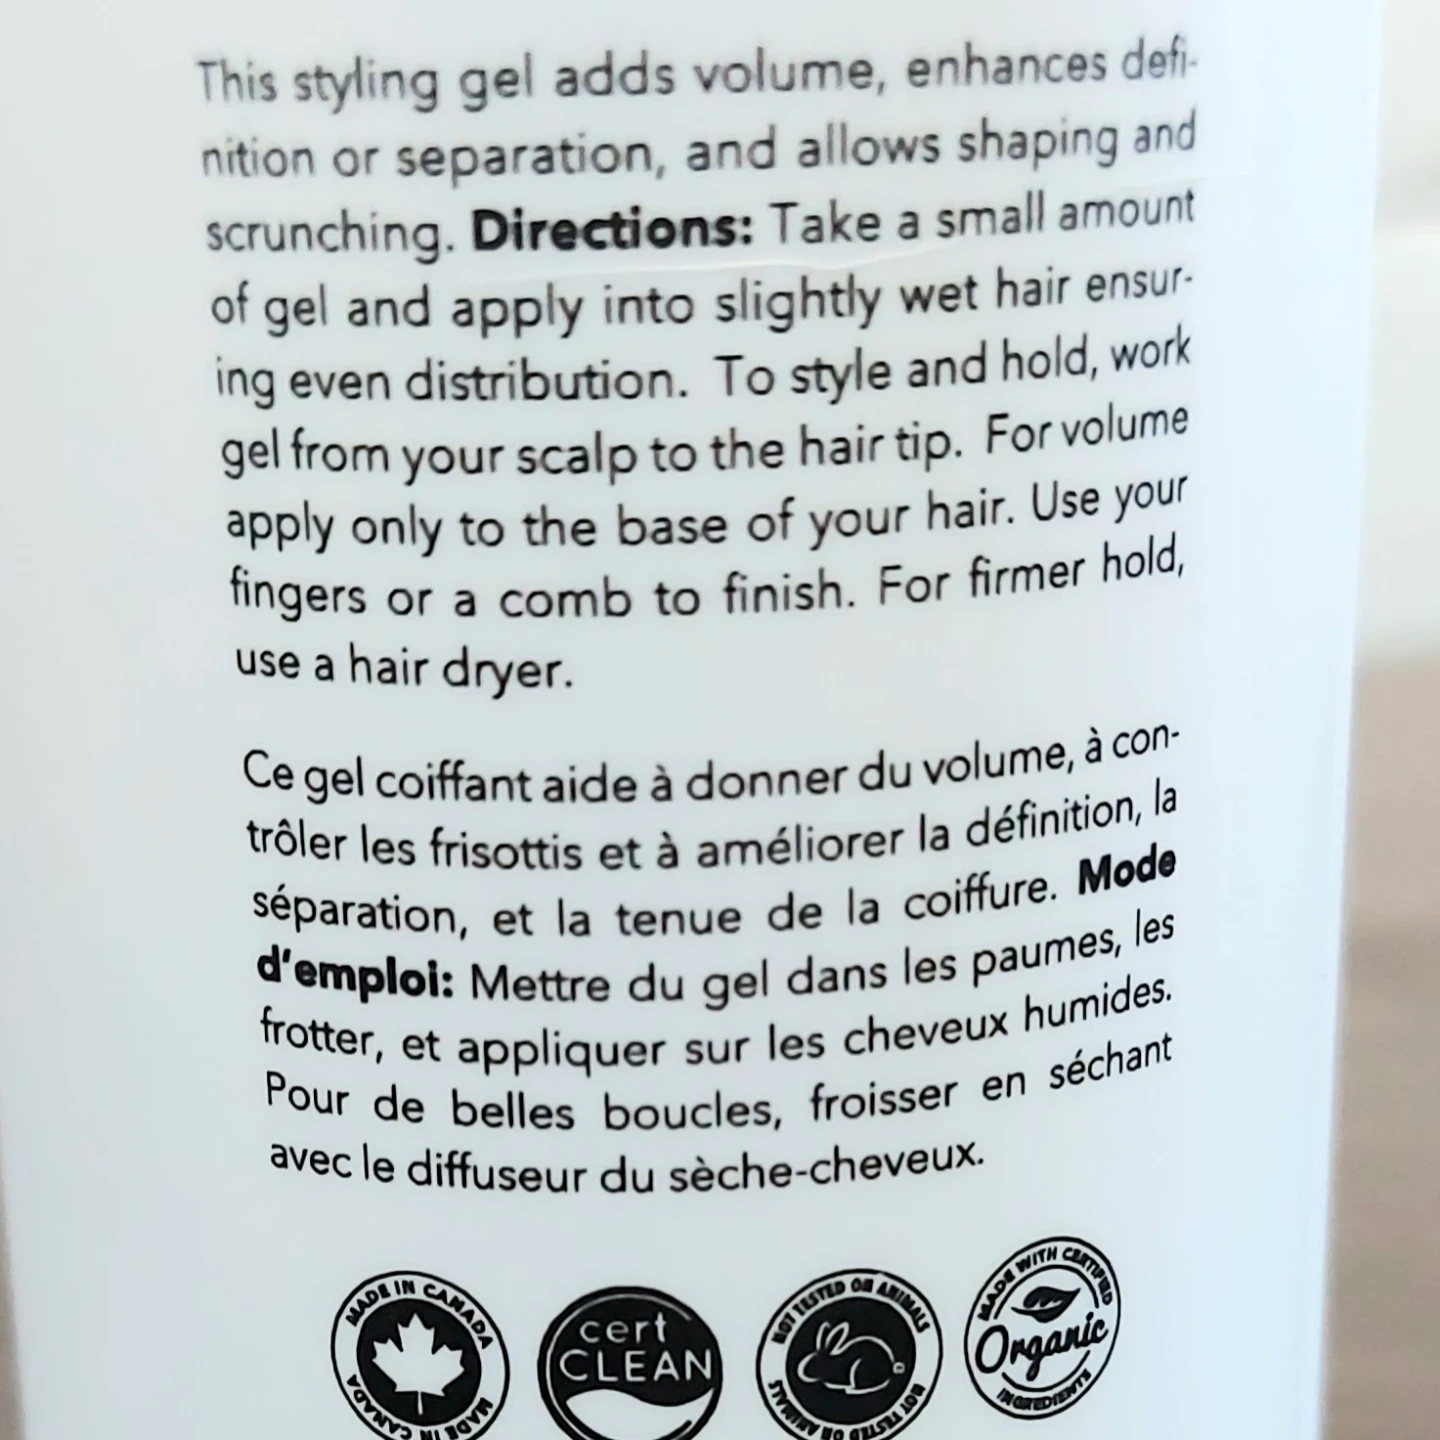 This styling gel adds volume, enhances defi-
nition or separation, and allows shaping and
scrunching. Directions: Take a small amount
of gel and apply into slightly wet hair ensur-
ing even distribution. To style and hold, work
gel from your scalp to the hair tip. For volume
apply only to the base of your hair. Use your
fingers or a comb to finish. For firmer hold,
use a hair dryer.
Ce gel coiffant aide à donner du volume, à con-
trôler les frisottis et à améliorer la définition, la
séparation, et la tenue de la coiffure. Mode
d'emploi: Mettre du gel dans les paumes, les
frotter, et appliquer sur les cheveux humides.
Pour de belles boucles, froisser en séchant
avec le diffuseur du sèche-cheveux.
MADE IN CANADA
MADE IN CANADA
cert
CLEAN
NOT TESTED ON ANIMALS
NOT TESTED ON ANIMALS
MADE WITH CERTIFIED
Organic
INGREDIENTS